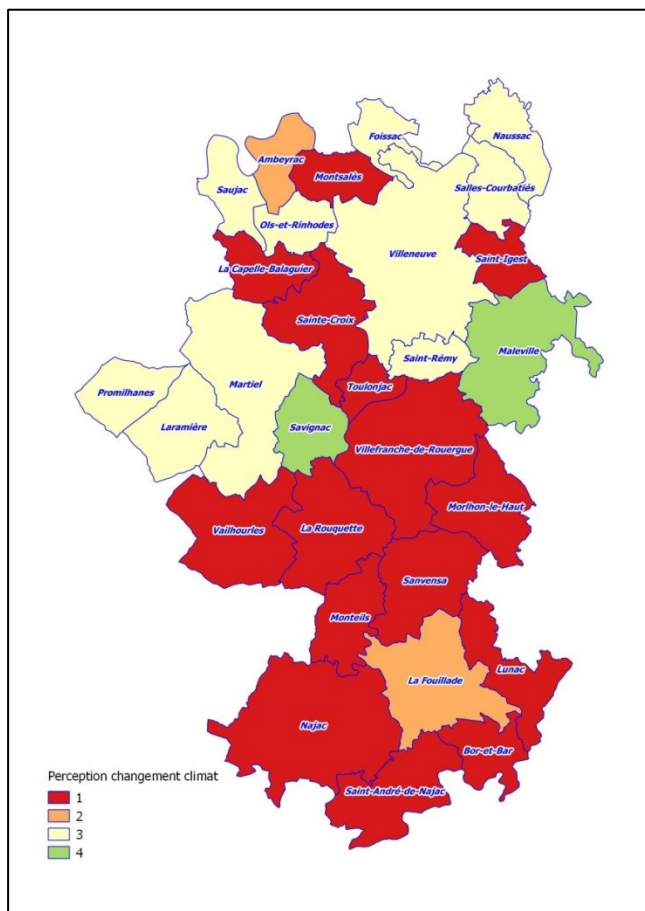 Foissac
Naussac
Ambeyrac
Montsalès
Saujac
Salles-Courbatiés
Ols-et-Rinhodes
Villeneuve
La Capelle-Balaguier
Saint-Igest
Sainte-Croix
Maleville
Saint-Rémy
Promilhanes
Martiel
Toulonjac
Laramière
Savignac
Villefranche-de-Rouergue
Morlhon-le-Haut
Vailhourles
La Rouquette
Sanvensa
Monteils
Lunac
La Fouillade
Najac
Bor-et-Bar
Saint-André-de-Najac
Perception changement climat
1
2
3
4